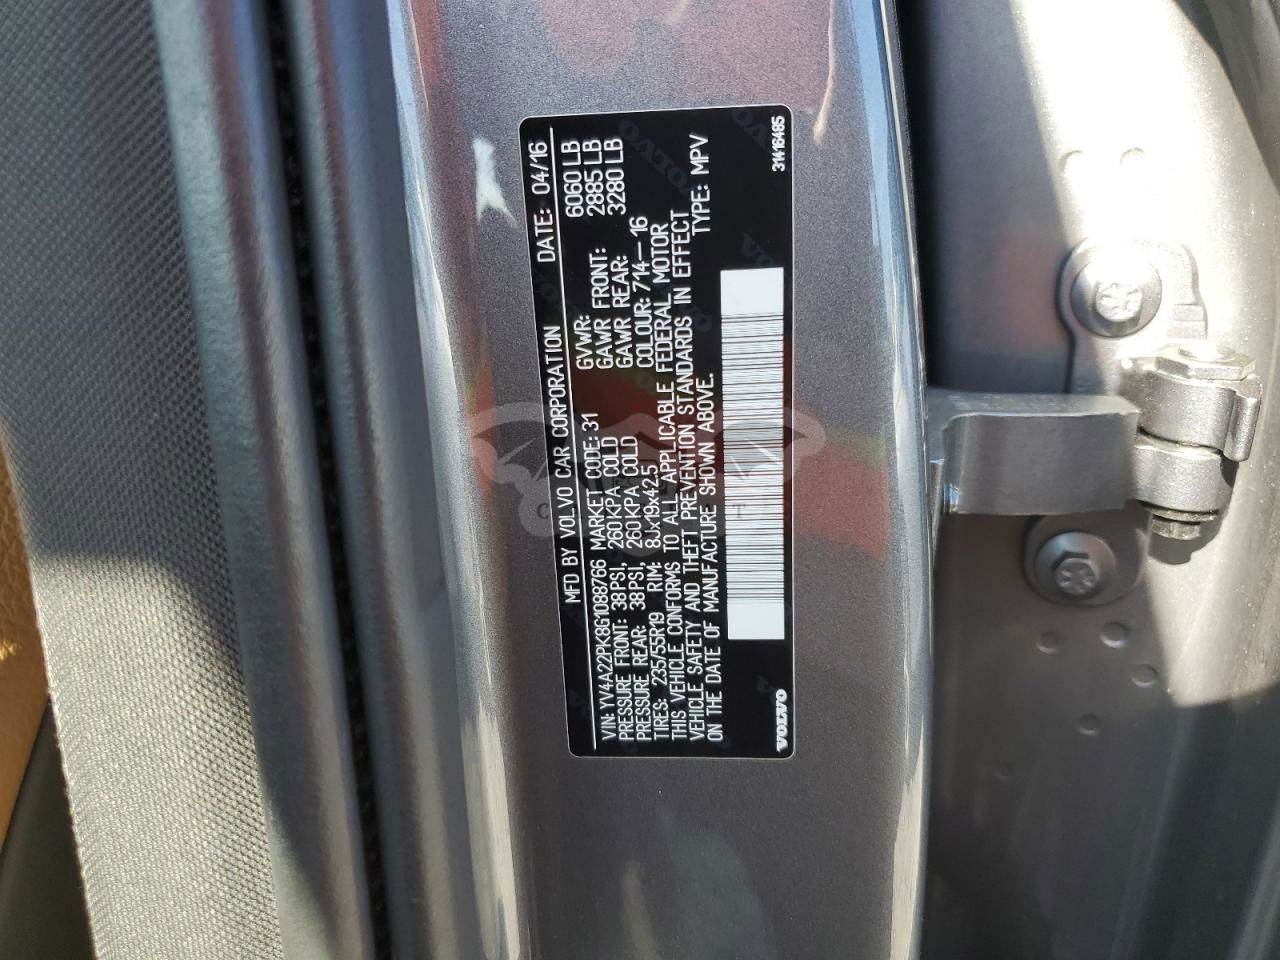 MFD BY VOLVO CAR CORPORATION DATE: 04/16
VIN: YV4A22PK8G1088766 MARKET CODE: 31 GVWR: 6060 LB
PRESSURE FRONT: 38PSI, 260KPA COLD GAWR FRONT: 2885 LB
PRESSURE REAR: 38PSI, 260KPA COLD GAWR REAR: 3280 LB
TIRES: 235/55R19 RIM: 8Jx19x42.5 COLOUR: 714-16
THIS VEHICLE CONFORMS TO ALL APPLICABLE FEDERAL MOTOR
VEHICLE SAFETY AND THEFT PREVENTION STANDARDS IN EFFECT
ON THE DATE OF MANUFACTURE SHOWN ABOVE. TYPE: MPV
VOLVO 31416485